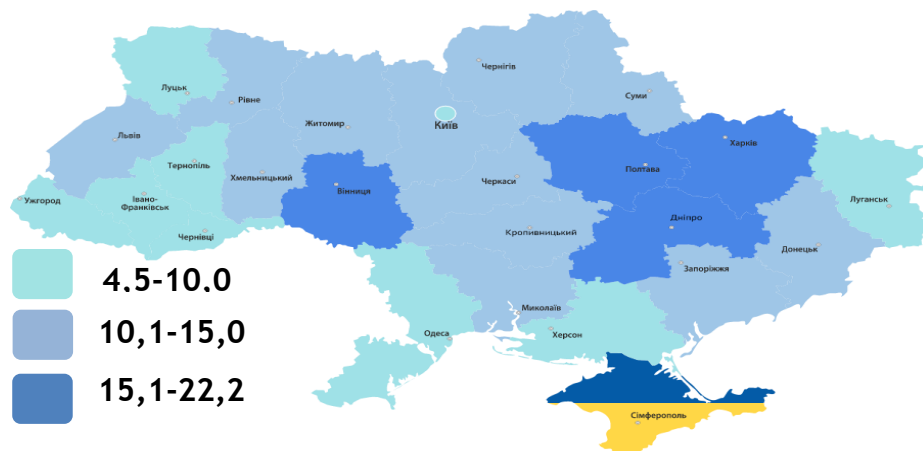 Чернігів
Луцьк
Рівне
Суми
Київ
Житомир
Львів
Харків
Тернопіль
Полтава
Хмельницький
Черкаси
Вінниця
Ужгород
Івано-
Франківськ
Луганськ
Дніпро
Чернівці
Кропивницький
Донецьк
Запоріжжя
4,5-10,0
Миколаїв
10,1-15,0
Одеса
Херсон
15,1-22,2
Сімферополь